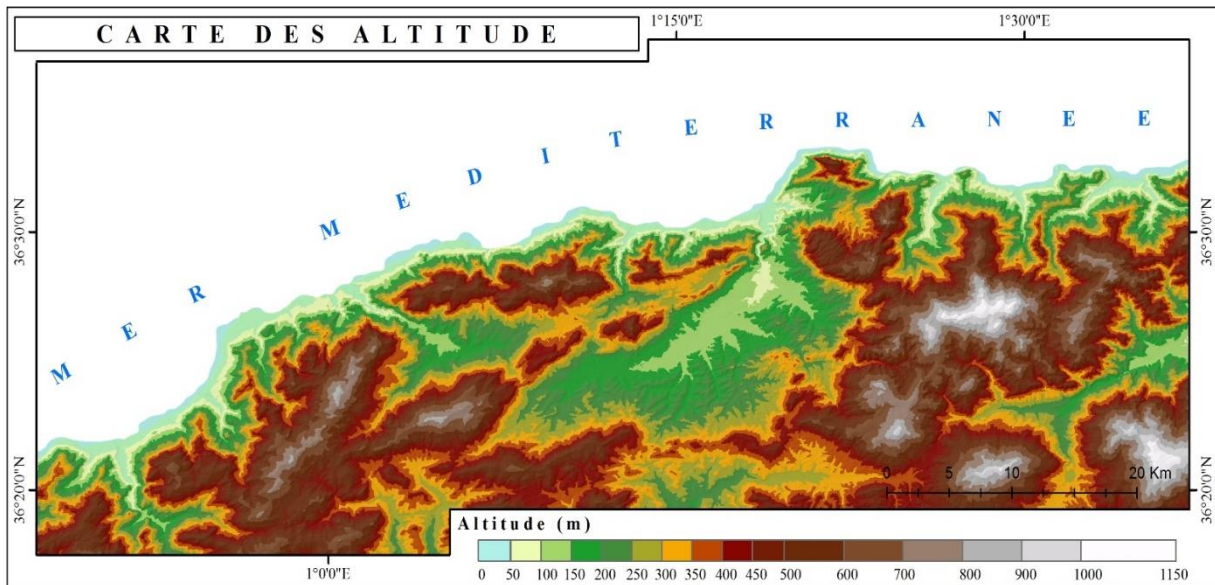 1°15'0"E 1°30'0"E
CARTE DES ALTITUDE
MER MEDITERRANEE
36°30'0"N 36°30'0"N
36°20'0"N 36°20'0"N
0 5 10 20 Km
Altitude (m)
0 50 100 150 200 250 300 350 400 450 500 600 700 750 800 900 1000 1150
1°0'0"E